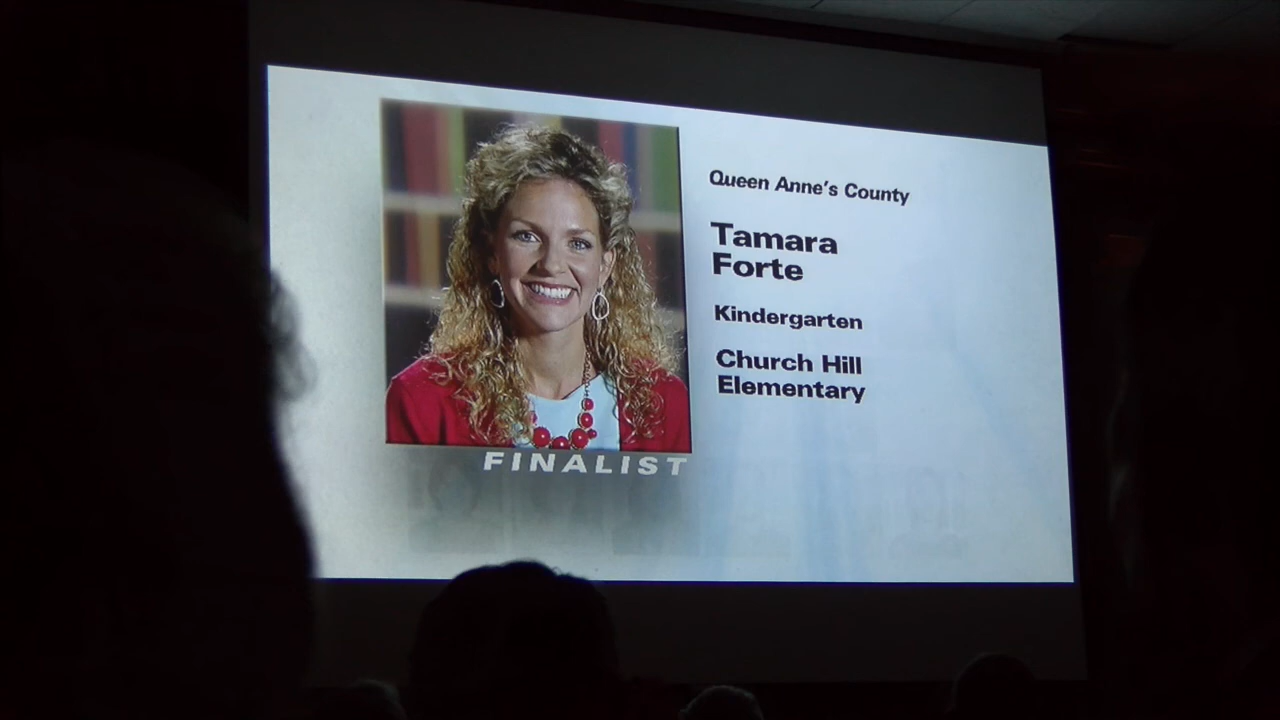 Queen Anne's County
Tamara
Forte
Kindergarten
Church Hill
Elementary
FINALIST